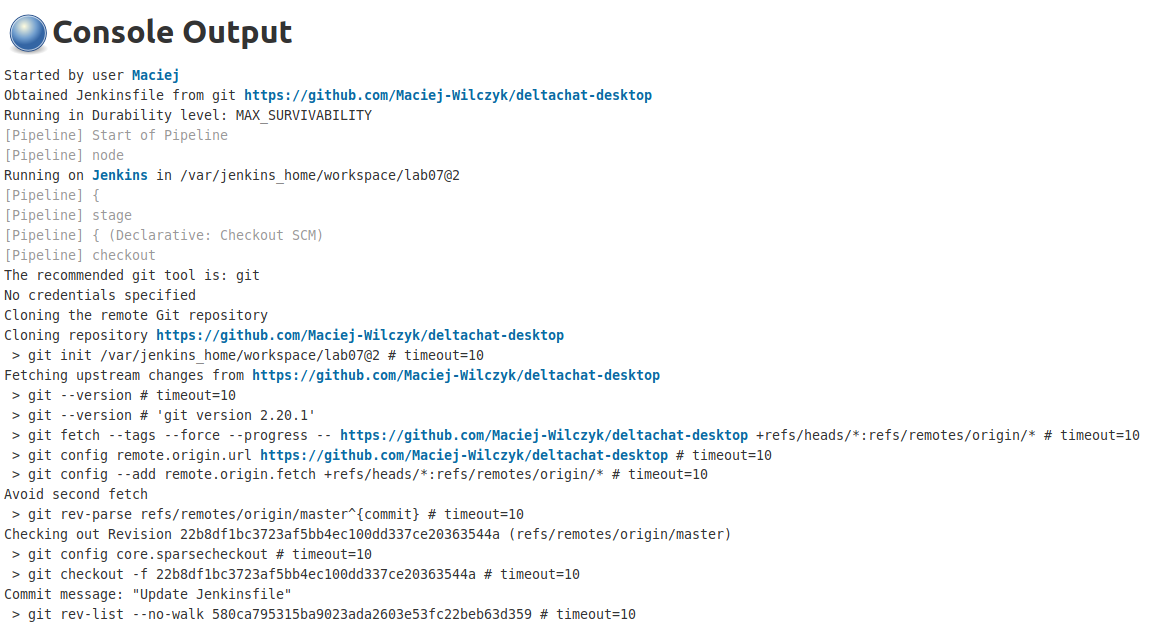 Console Output
Started by user Maciej
Obtained Jenkinsfile from git https://github.com/Maciej-Wilczyk/deltachat-desktop
Running in Durability level: MAX_SURVIVABILITY
[Pipeline] Start of Pipeline
[Pipeline] node
Running on Jenkins in /var/jenkins_home/workspace/lab07@2
[Pipeline] {
[Pipeline] stage
[Pipeline] { (Declarative: Checkout SCM)
[Pipeline] checkout
The recommended git tool is: git
No credentials specified
Cloning the remote Git repository
Cloning repository https://github.com/Maciej-Wilczyk/deltachat-desktop
 > git init /var/jenkins_home/workspace/lab07@2 # timeout=10
Fetching upstream changes from https://github.com/Maciej-Wilczyk/deltachat-desktop
 > git --version # timeout=10
 > git --version # 'git version 2.20.1'
 > git fetch --tags --force --progress -- https://github.com/Maciej-Wilczyk/deltachat-desktop +refs/heads/*:refs/remotes/origin/* # timeout=10
 > git config remote.origin.url https://github.com/Maciej-Wilczyk/deltachat-desktop # timeout=10
 > git config --add remote.origin.fetch +refs/heads/*:refs/remotes/origin/* # timeout=10
Avoid second fetch
 > git rev-parse refs/remotes/origin/master^{commit} # timeout=10
Checking out Revision 22b8df1bc3723af5bb4ec100dd337ce20363544a (refs/remotes/origin/master)
 > git config core.sparsecheckout # timeout=10
 > git checkout -f 22b8df1bc3723af5bb4ec100dd337ce20363544a # timeout=10
Commit message: "Update Jenkinsfile"
 > git rev-list --no-walk 580ca795315ba9023ada2603e53fc22beb63d359 # timeout=10